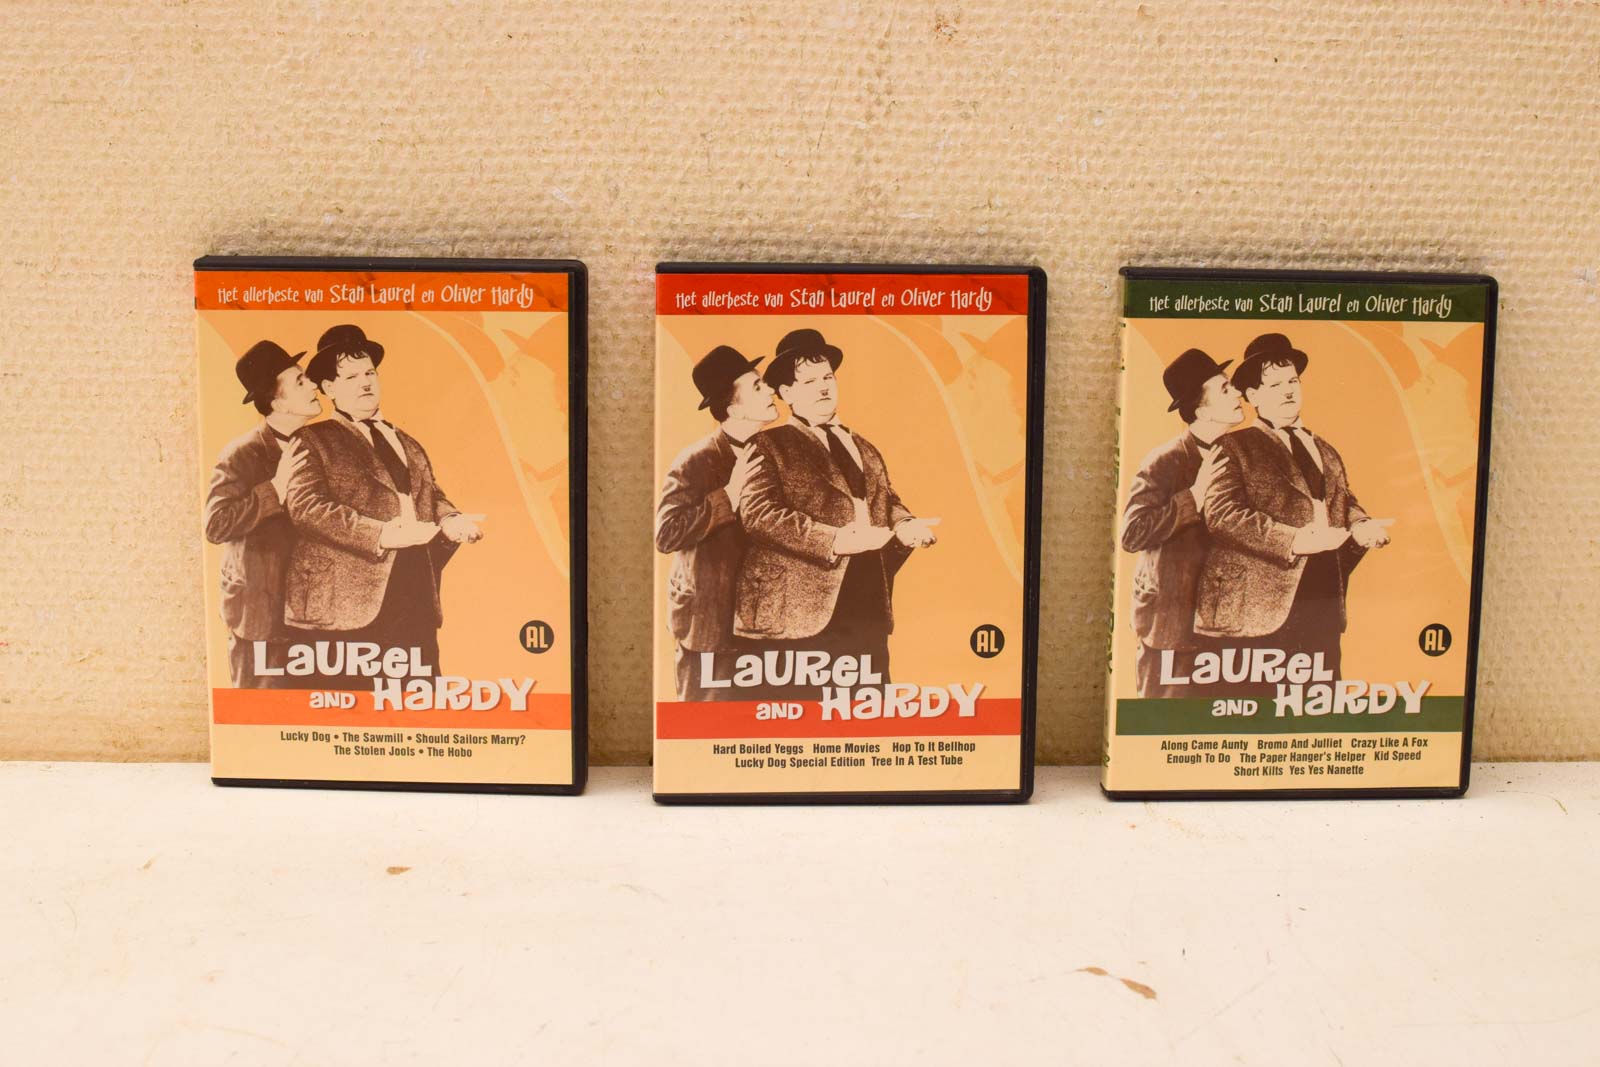 Het allerbeste van Stan Laurel en Oliver Hardy
AL
LAUREL
AND HARDY
Lucky Dog • The Sawmill • Should Sailors Marry?
The Stolen Jools • The Hobo
Het allerbeste van Stan Laurel en Oliver Hardy
AL
LAUREL
AND HARDY
Hard Boiled Yeggs Home Movies Hop To It Bellhop
Lucky Dog Special Edition Tree In A Test Tube
Het allerbeste van Stan Laurel en Oliver Hardy
AL
LAUREL
AND HARDY
Along Came Aunty Bromo And Julliet Crazy Like A Fox
Enough To Do The Paper Hanger's Helper Kid Speed
Short Kilts Yes Yes Nanette